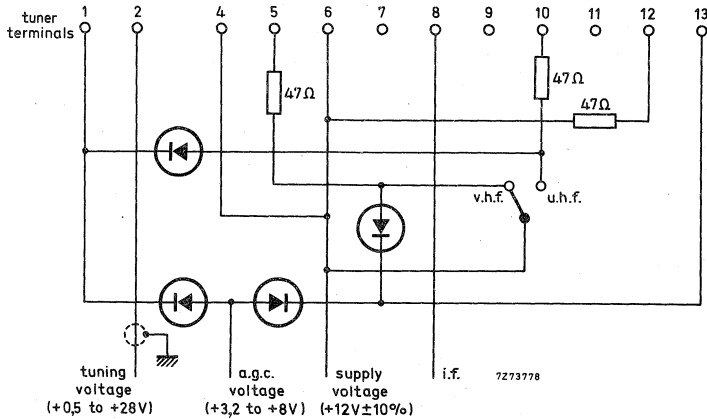 tuner terminals
1 2 4 5 6 7 8 9 10 11 12 13
47Ω
47Ω
47Ω
v.h.f.
u.h.f.
tuning voltage (+0,5 to +28V)
a.g.c. voltage (+3,2 to +8V)
supply voltage (+12V±10%)
i.f.
7Z73778